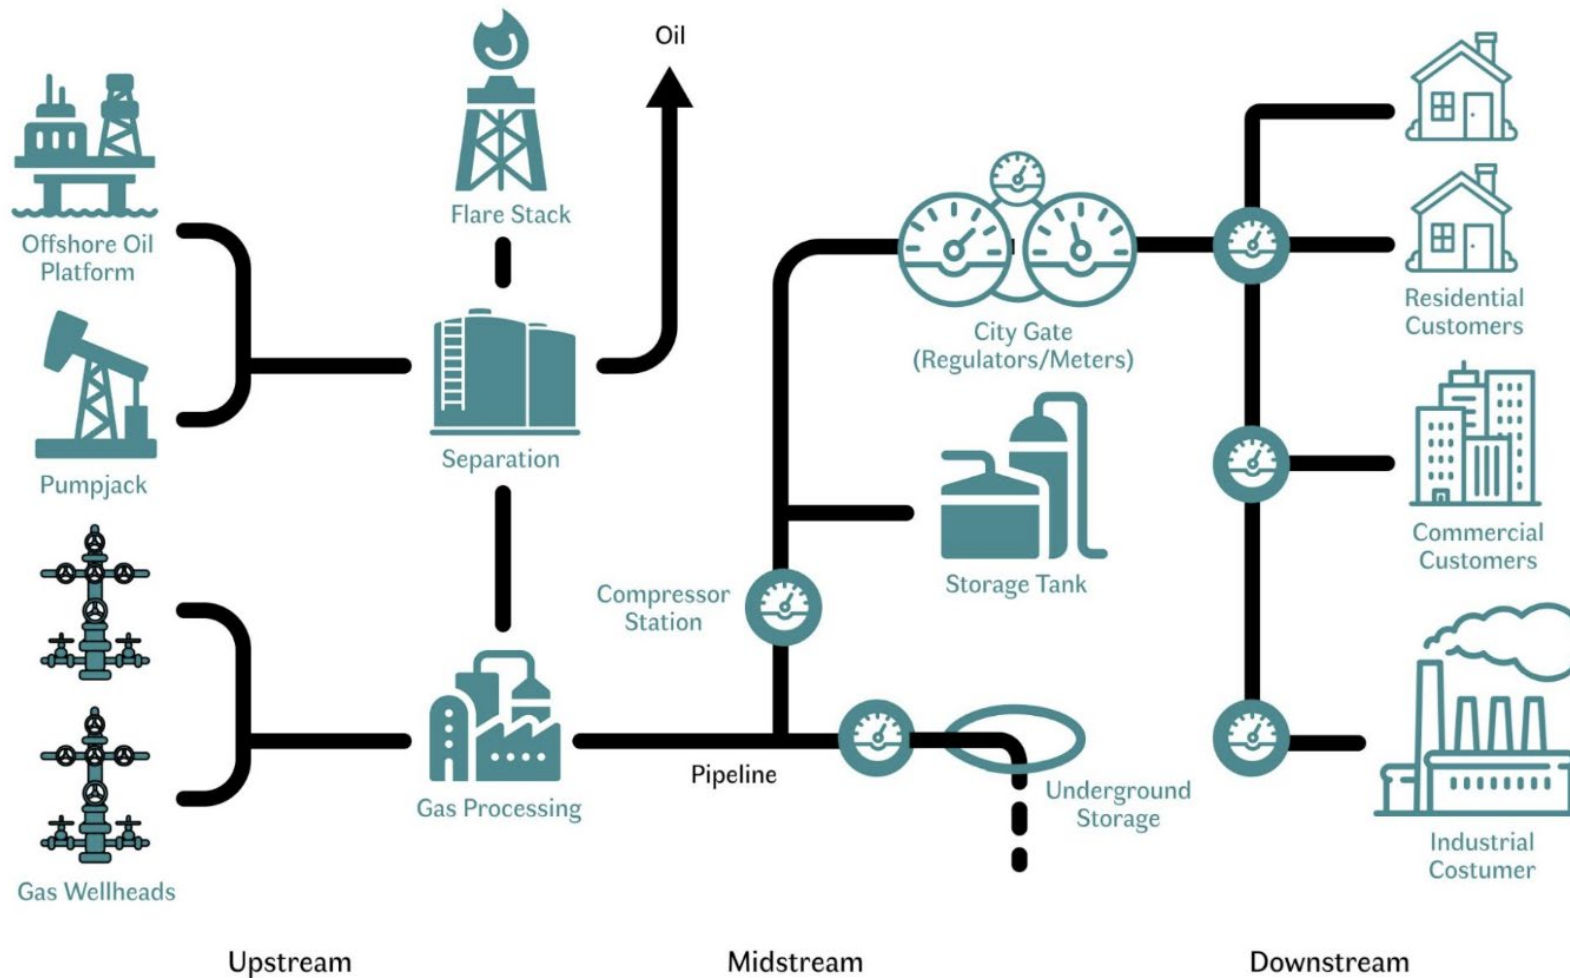 Oil
Flare Stack
Offshore Oil
Platform
Pumpjack
Separation
Gas Wellheads
Gas Processing
Pipeline
Compressor
Station
City Gate
(Regulators/Meters)
Storage Tank
Underground
Storage
Residential
Customers
Commercial
Customers
Industrial
Costumer
Upstream
Midstream
Downstream